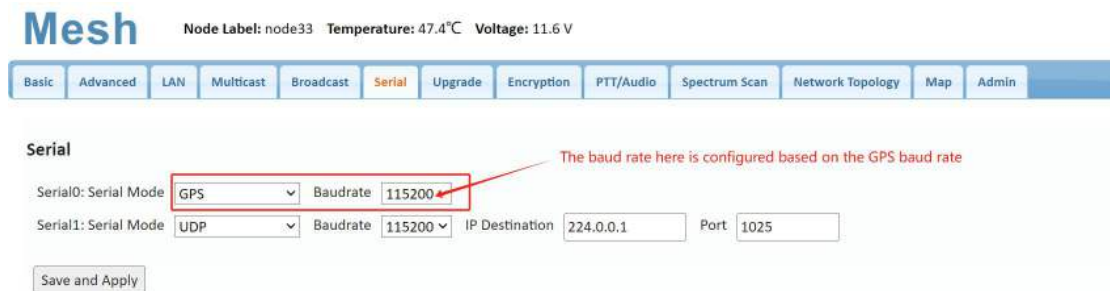 Mesh Node Label: node33 Temperature: 47.4℃ Voltage: 11.6 V
Basic Advanced LAN Multicast Broadcast Serial Upgrade Encryption PTT/Audio Spectrum Scan Network Topology Map Admin
Serial
The baud rate here is configured based on the GPS baud rate
Serial0: Serial Mode GPS Baudrate 115200
Serial1: Serial Mode UDP Baudrate 115200 IP Destination 224.0.0.1 Port 1025
Save and Apply